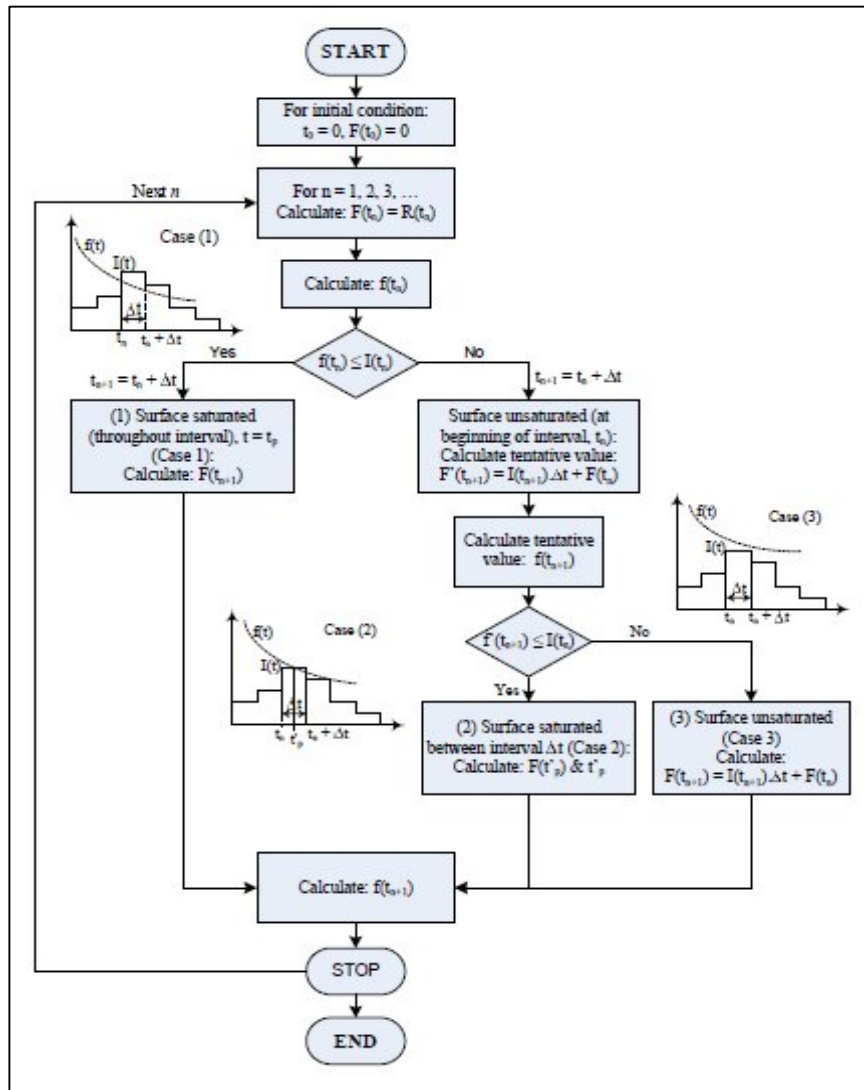 START
For initial condition:
t₀ = 0, F(t₀) = 0
Next n
For n = 1, 2, 3, …
Calculate: F(tₙ) = R(tₙ)
Case (1)
f(t)
I(t)
Δt
tₙ
tₙ + Δt
Calculate: f(tₙ)
f(tₙ) ≤ I(tₙ)
Yes
No
tₙ₊₁ = tₙ + Δt
tₙ₊₁ = tₙ + Δt
(1) Surface saturated
(throughout interval), t = tₚ
(Case 1):
Calculate: F(tₙ₊₁)
Surface unsaturated (at
beginning of interval, tₙ):
Calculate tentative value:
F'(tₙ₊₁) = I(tₙ₊₁).Δt + F(tₙ)
Calculate tentative
value: f(tₙ₊₁)
Case (3)
f(t)
I(t)
Δt
tₙ
tₙ + Δt
f'(tₙ₊₁) ≤ I(tₙ)
Yes
No
Case (2)
f(t)
I(t)
Δt
tₙ
t'ₚ
tₙ + Δt
(2) Surface saturated
between interval Δt (Case 2):
Calculate: F(t'ₚ) & t'ₚ
(3) Surface unsaturated
(Case 3)
Calculate:
F(tₙ₊₁) = I(tₙ₊₁).Δt + F(tₙ)
Calculate: f(tₙ₊₁)
STOP
END